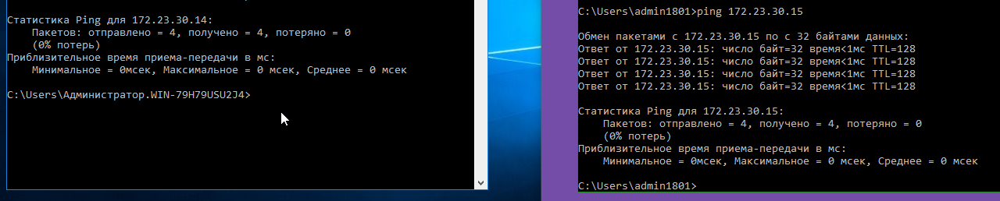 Статистика Ping для 172.23.30.14:
    Пакетов: отправлено = 4, получено = 4, потеряно = 0
    (0% потерь)
Приблизительное время приема-передачи в мс:
    Минимальное = 0мсек, Максимальное = 0 мсек, Среднее = 0 мсек
C:\Users\Администратор.WIN-79H79USU2J4>
C:\Users\admin1801>ping 172.23.30.15
Обмен пакетами с 172.23.30.15 по с 32 байтами данных:
Ответ от 172.23.30.15: число байт=32 время<1мс TTL=128
Ответ от 172.23.30.15: число байт=32 время<1мс TTL=128
Ответ от 172.23.30.15: число байт=32 время<1мс TTL=128
Ответ от 172.23.30.15: число байт=32 время<1мс TTL=128
Статистика Ping для 172.23.30.15:
    Пакетов: отправлено = 4, получено = 4, потеряно = 0
    (0% потерь)
Приблизительное время приема-передачи в мс:
    Минимальное = 0мсек, Максимальное = 0 мсек, Среднее = 0 мсек
C:\Users\admin1801>